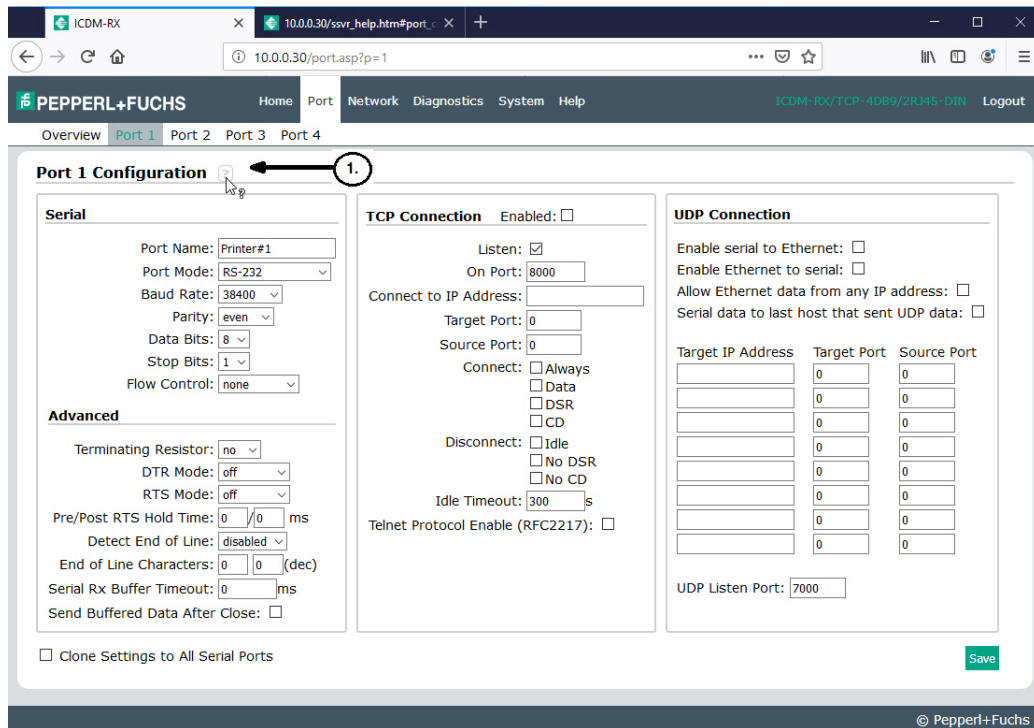 ICDM-RX
10.0.0.30/ssvr_help.htm#port_c
10.0.0.30/port.asp?p=1
PEPPERL+FUCHS Home Port Network Diagnostics System Help ICDM-RX/TCP-4DB9/2RJ45-DIN Logout
Overview Port 1 Port 2 Port 3 Port 4
Port 1 Configuration ?
1.
Serial
Port Name: Printer#1
Port Mode: RS-232
Baud Rate: 38400
Parity: even
Data Bits: 8
Stop Bits: 1
Flow Control: none
Advanced
Terminating Resistor: no
DTR Mode: off
RTS Mode: off
Pre/Post RTS Hold Time: 0 / 0 ms
Detect End of Line: disabled
End of Line Characters: 0 0 (dec)
Serial Rx Buffer Timeout: 0 ms
Send Buffered Data After Close:
TCP Connection Enabled:
Listen:
On Port: 8000
Connect to IP Address:
Target Port: 0
Source Port: 0
Connect: Always
Data
DSR
CD
Disconnect: Idle
No DSR
No CD
Idle Timeout: 300 s
Telnet Protocol Enable (RFC2217):
UDP Connection
Enable serial to Ethernet:
Enable Ethernet to serial:
Allow Ethernet data from any IP address:
Serial data to last host that sent UDP data:
Target IP Address Target Port Source Port
0 0
0 0
0 0
0 0
0 0
0 0
0 0
0 0
UDP Listen Port: 7000
Clone Settings to All Serial Ports
Save
© Pepperl+Fuchs